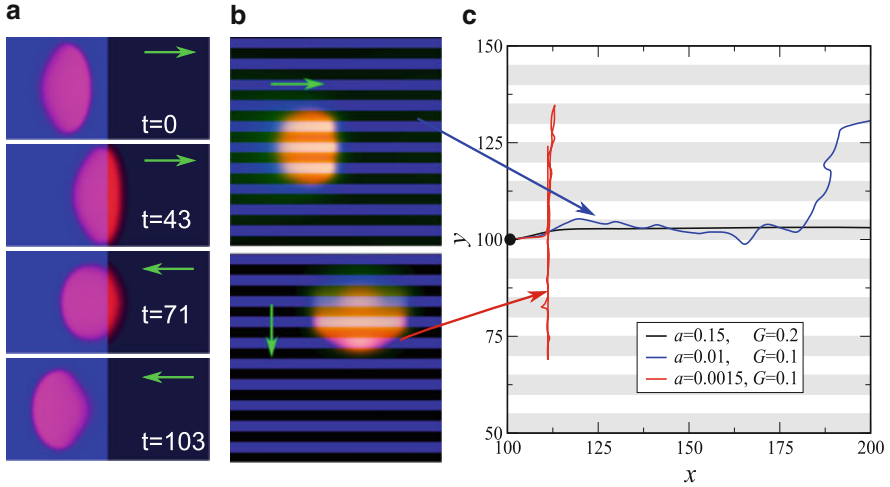 a
t=0
t=43
t=71
t=103
b
c
150
125
100
75
50
y
100
125
150
175
200
x
a=0.15, G=0.2
a=0.01, G=0.1
a=0.0015, G=0.1